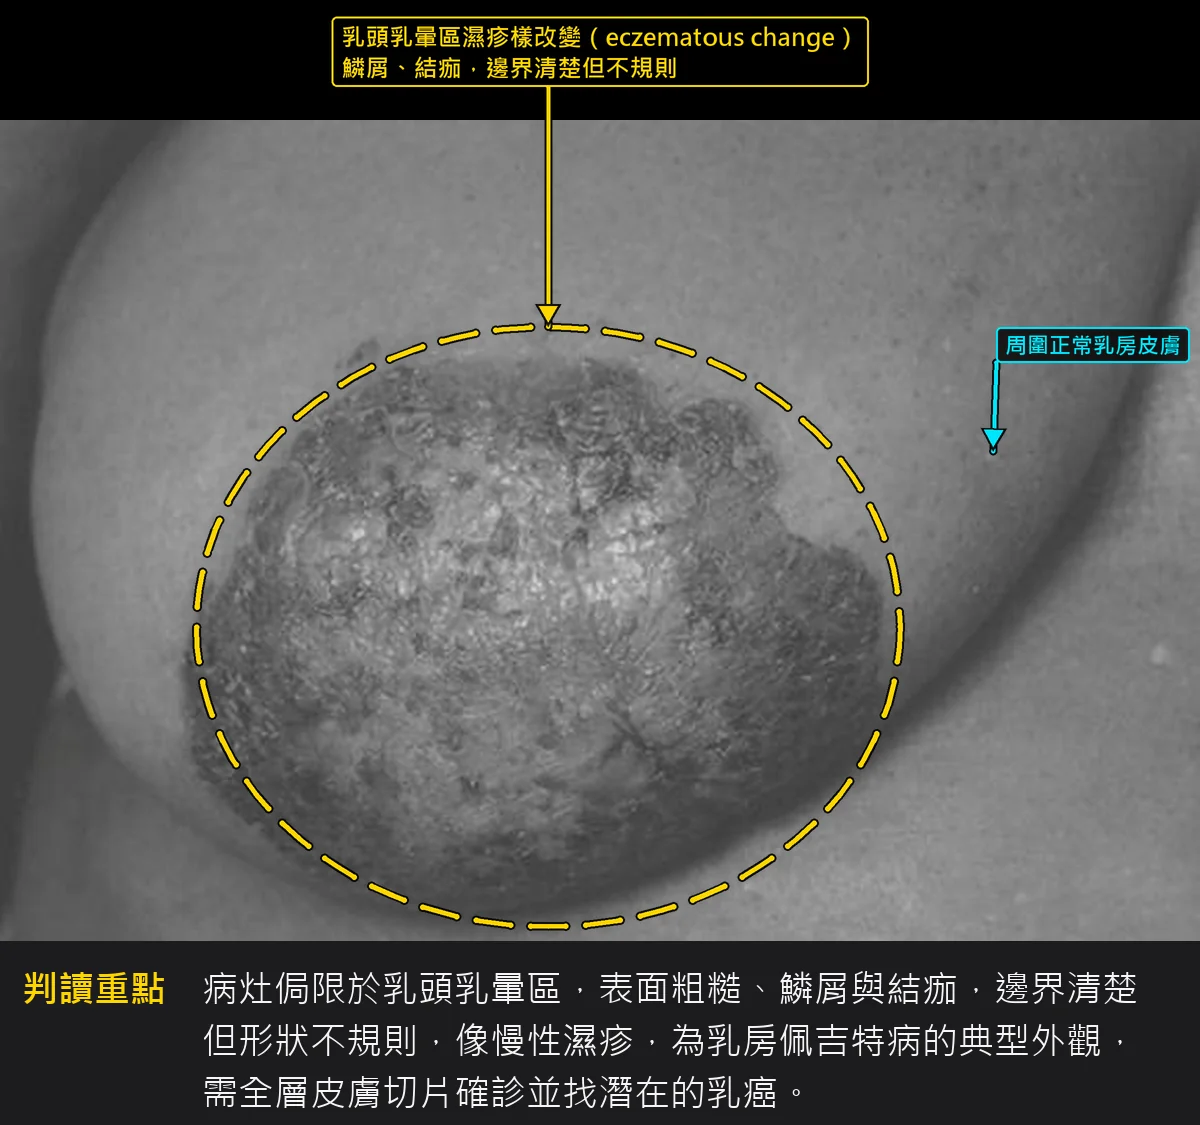 乳頭乳暈區濕疹樣改變（eczematous change）
鱗屑、結痂，邊界清楚但不規則
周圍正常乳房皮膚
判讀重點
病灶侷限於乳頭乳暈區，表面粗糙、鱗屑與結痂，邊界清楚
但形狀不規則，像慢性濕疹，為乳房佩吉特病的典型外觀，
需全層皮膚切片確診並找潛在的乳癌。